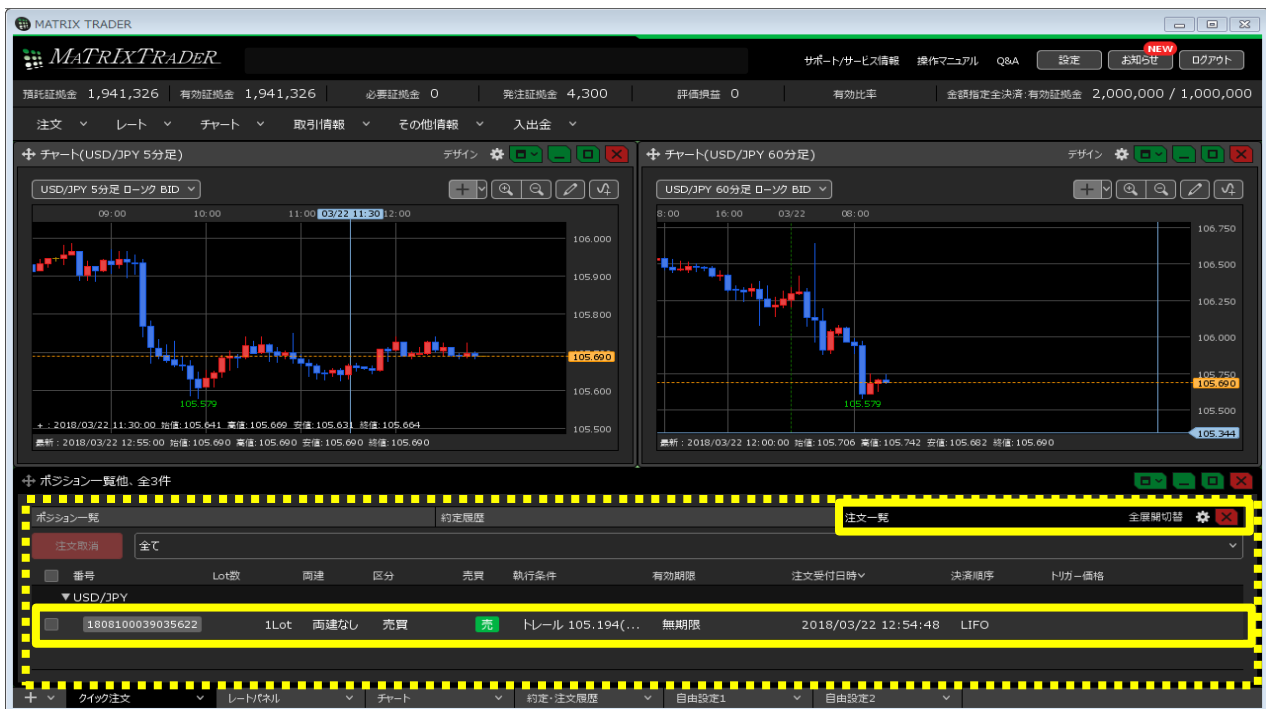 MATRIX TRADER
MATRIXTRADER サポート/サービス情報 操作マニュアル Q&A 設定 お知らせ NEW ログアウト
預託証拠金 1,941,326 有効証拠金 1,941,326 必要証拠金 0 発注証拠金 4,300 評価損益 0 有効比率 金額指定全決済:有効証拠金 2,000,000 / 1,000,000
注文 レート チャート 取引情報 その他情報 入出金
チャート(USD/JPY 5分足) デザイン
USD/JPY 5分足 ローソク BID
09:00 10:00 11:00 03/22 11:30 12:00
106.000
105.900
105.800
105.690
105.600
105.579
105.500
+ : 2018/03/22 11:30:00 始値:105.641 高値:105.669 安値:105.631 終値:105.664
最新 : 2018/03/22 12:55:00 始値:105.690 高値:105.690 安値:105.690 終値:105.690
チャート(USD/JPY 60分足) デザイン
USD/JPY 60分足 ローソク BID
8:00 16:00 03/22 08:00
106.750
106.500
106.250
106.000
105.750
105.690
105.579
105.500
105.344
最新 : 2018/03/22 12:00:00 始値:105.706 高値:105.742 安値:105.682 終値:105.690
ポジション一覧他、全3件
ポジション一覧 約定履歴 注文一覧 全展開切替
注文取消 全て
番号 Lot数 両建 区分 売買 執行条件 有効期限 注文受付日時 決済順序 トリガー価格
▼USD/JPY
1808100039035622 1Lot 両建なし 売買 売 トレール 105.194(... 無期限 2018/03/22 12:54:48 LIFO
+ クイック注文 レートパネル チャート 約定・注文履歴 自由設定1 自由設定2